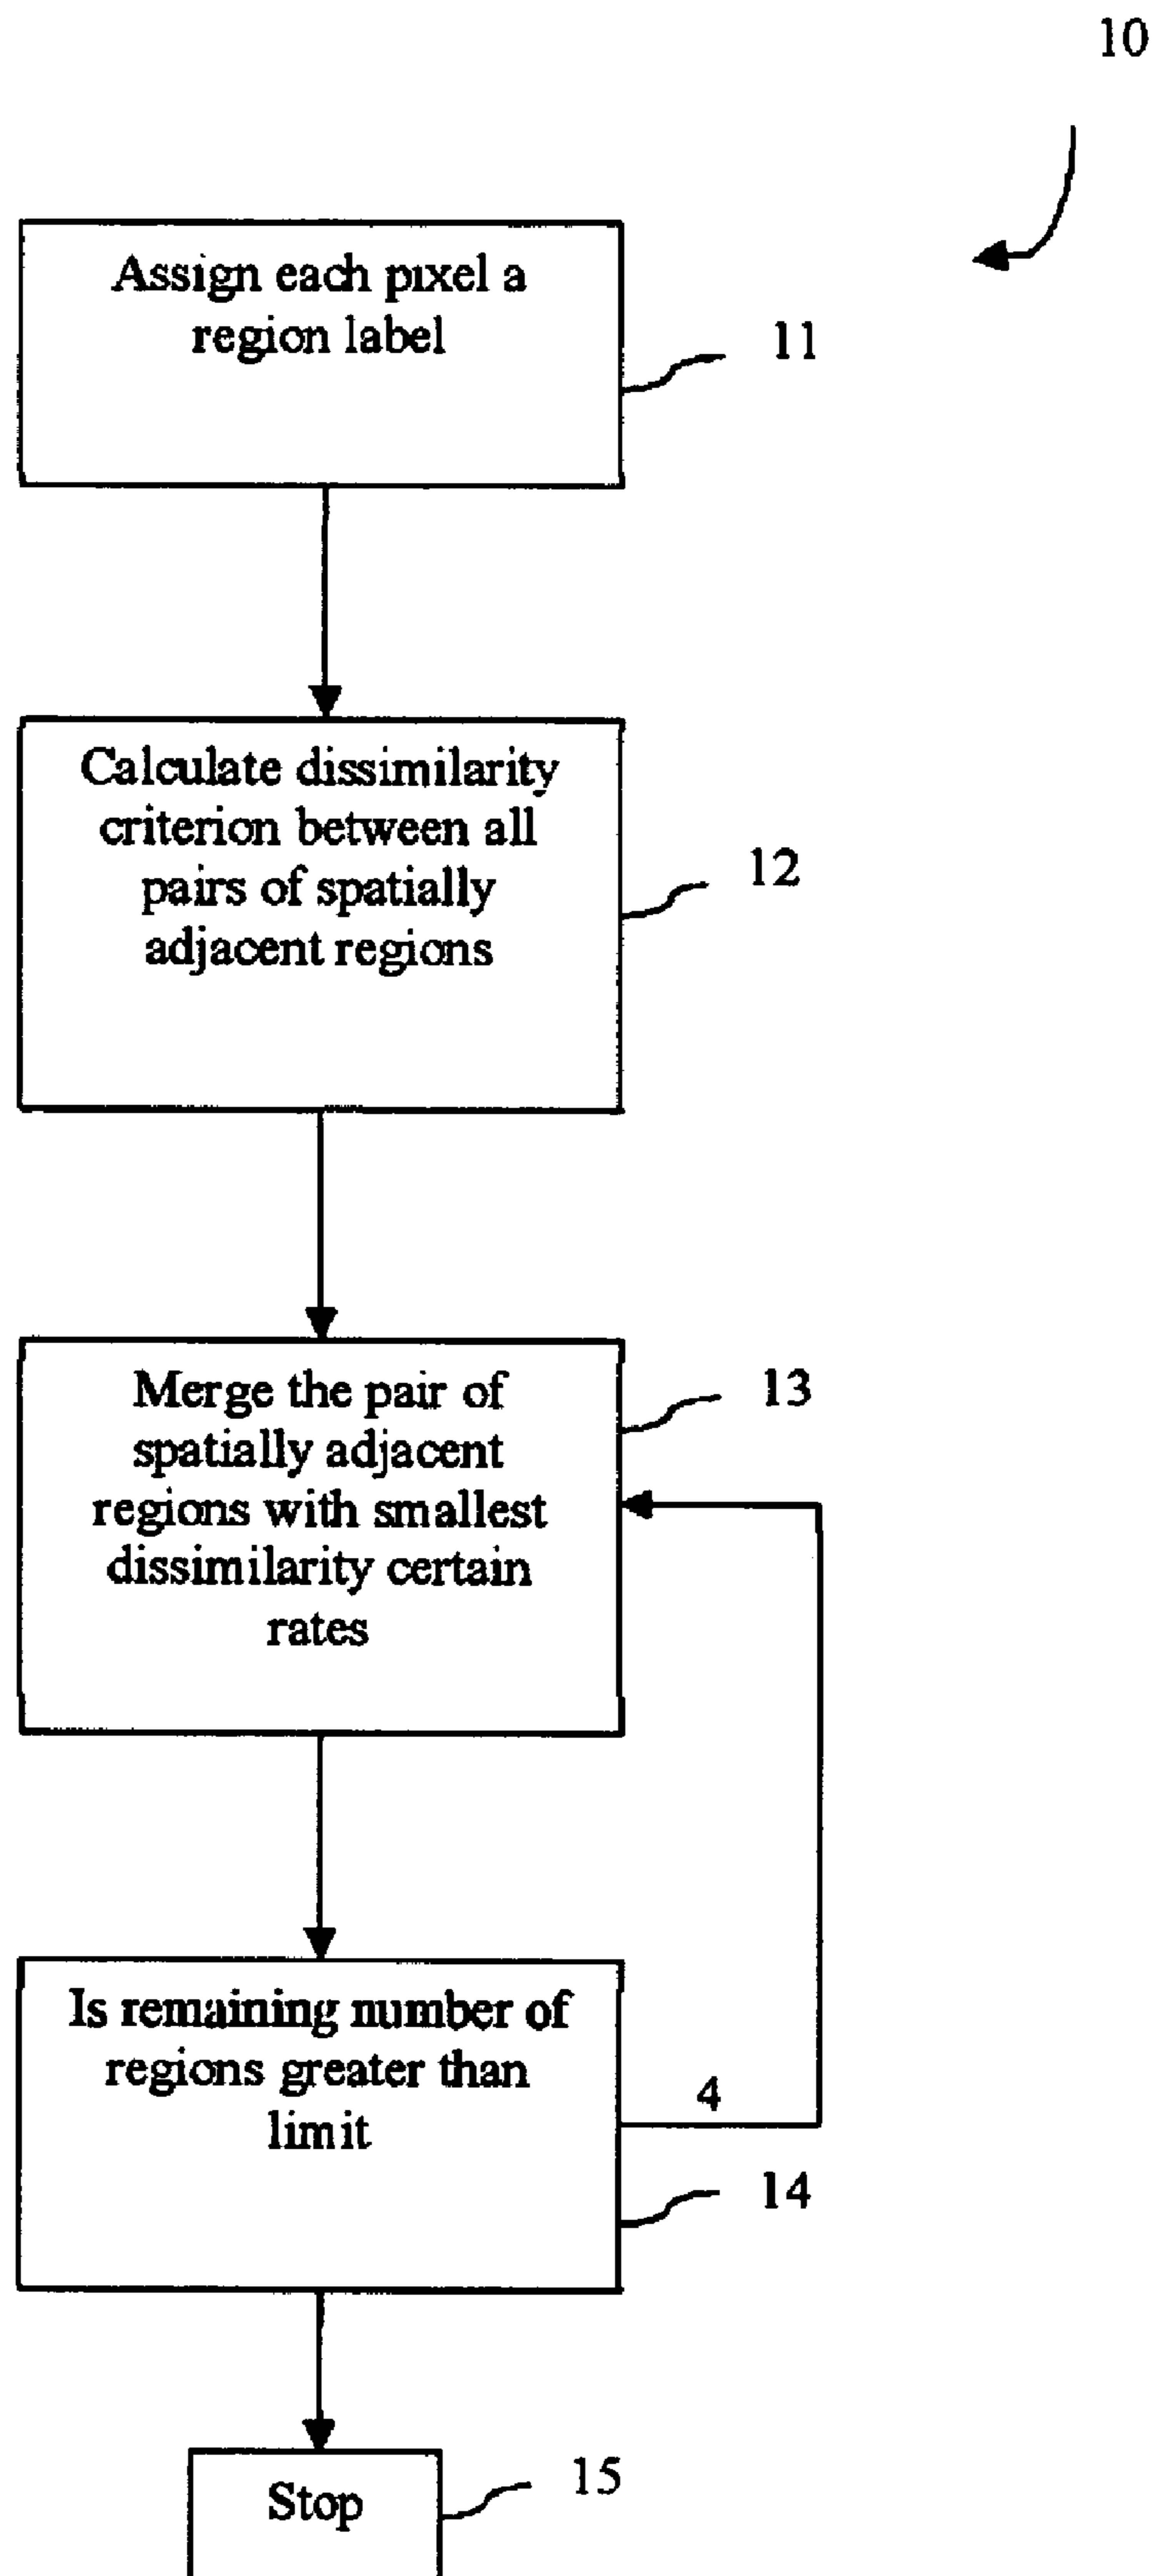 10
Assign each pixel a
region label
11
Calculate dissimilarity
criterion between all
pairs of spatially
adjacent regions
12
Merge the pair of
spatially adjacent
regions with smallest
dissimilarity certain
rates
13
Is remaining number of
regions greater than
limit
4
14
Stop
15